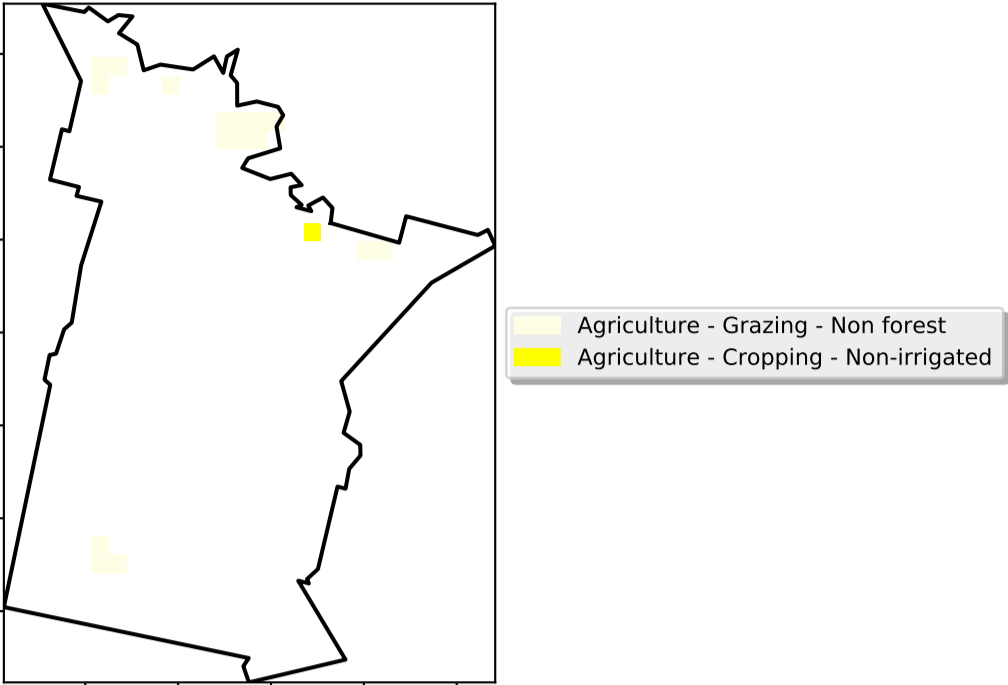 Agriculture - Grazing - Non forest
Agriculture - Cropping - Non-irrigated